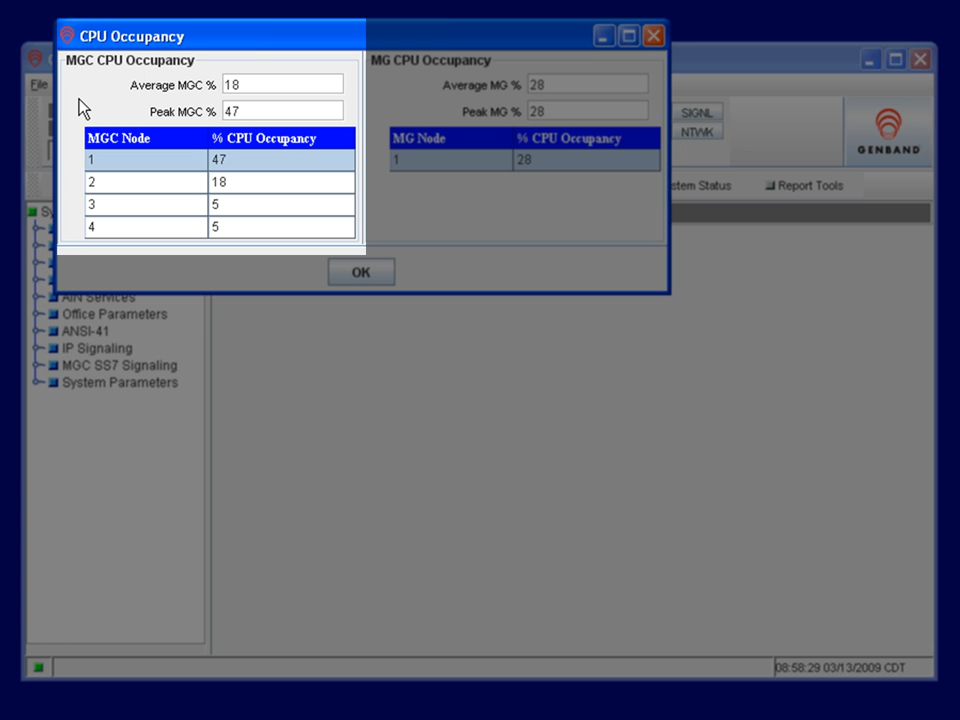 CPU Occupancy
MGC CPU Occupancy
Average MGC % 18
Peak MGC % 47
MGC Node % CPU Occupancy
1 47
2 18
3 5
4 5
MG CPU Occupancy
Average MG % 28
Peak MG % 28
MG Node % CPU Occupancy
1 28
OK
File
SIGNL
NTWK
GENBAND
stem Status Report Tools
Sy
AIN Services
Office Parameters
ANSI-41
IP Signaling
MGC SS7 Signaling
System Parameters
08:58:29 03/13/2009 CDT